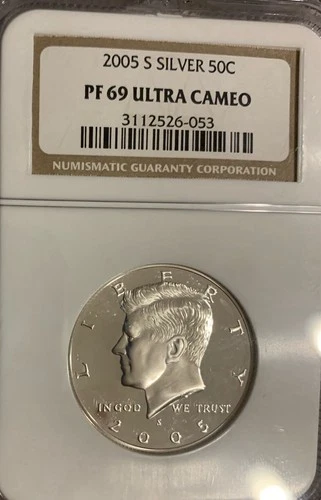 2005 S SILVER 50C
PF 69 ULTRA CAMEO
3112526-053
NUMISMATIC GUARANTY CORPORATION
LIBERTY
IN GOD WE TRUST
S
2005